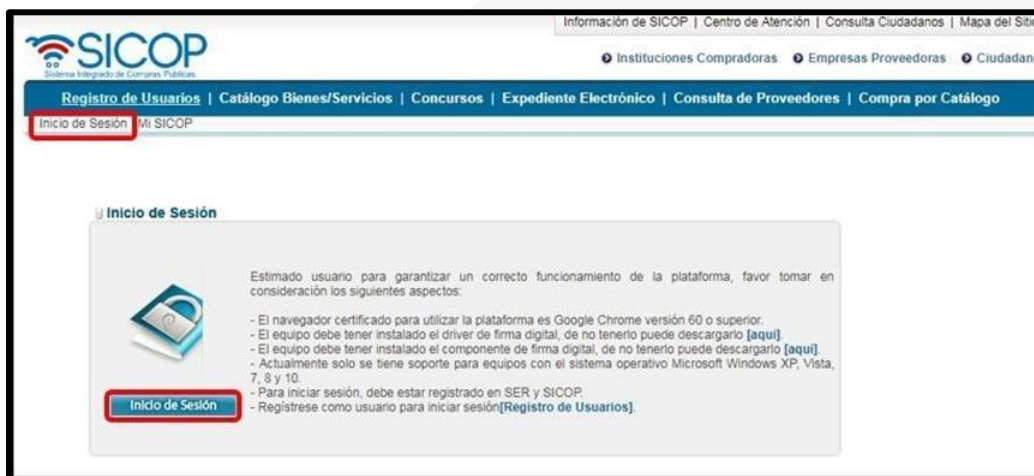 Información de SICOP | Centro de Atención | Consulta Ciudadanos | Mapa del Siti
SICOP
Sistema Integrado de Compras Públicas
Instituciones Compradoras Empresas Proveedoras Ciudadan
Registro de Usuarios | Catálogo Bienes/Servicios | Concursos | Expediente Electrónico | Consulta de Proveedores | Compra por Catálogo
Inicio de Sesión Mi SICOP
Inicio de Sesión
Estimado usuario para garantizar un correcto funcionamiento de la plataforma, favor tomar en
consideración los siguientes aspectos:
- El navegador certificado para utilizar la plataforma es Google Chrome versión 60 o superior.
- El equipo debe tener instalado el driver de firma digital, de no tenerlo puede descargarlo [aquí].
- El equipo debe tener instalado el componente de firma digital, de no tenerlo puede descargarlo [aquí].
- Actualmente solo se tiene soporte para equipos con el sistema operativo Microsoft Windows XP, Vista,
7, 8 y 10.
- Para iniciar sesión, debe estar registrado en SER y SICOP.
- Regístrese como usuario para iniciar sesión[Registro de Usuarios].
Inicio de Sesión